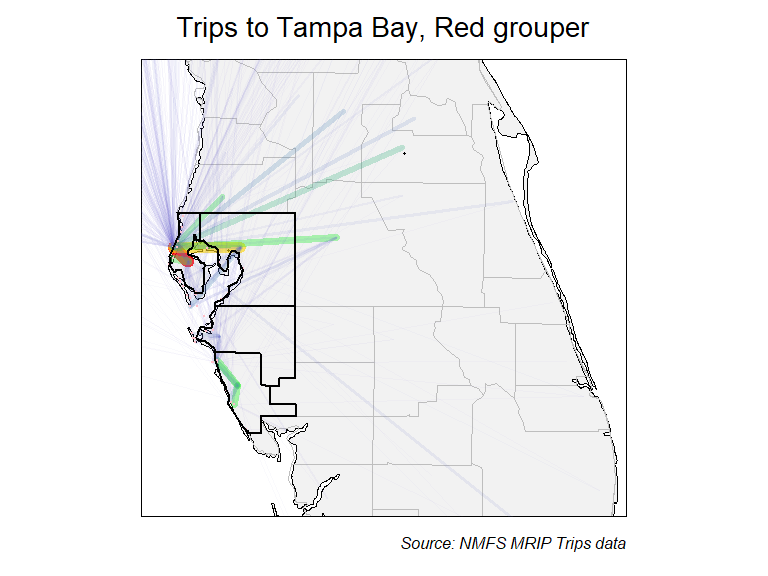 Trips to Tampa Bay, Red grouper
Source: NMFS MRIP Trips data